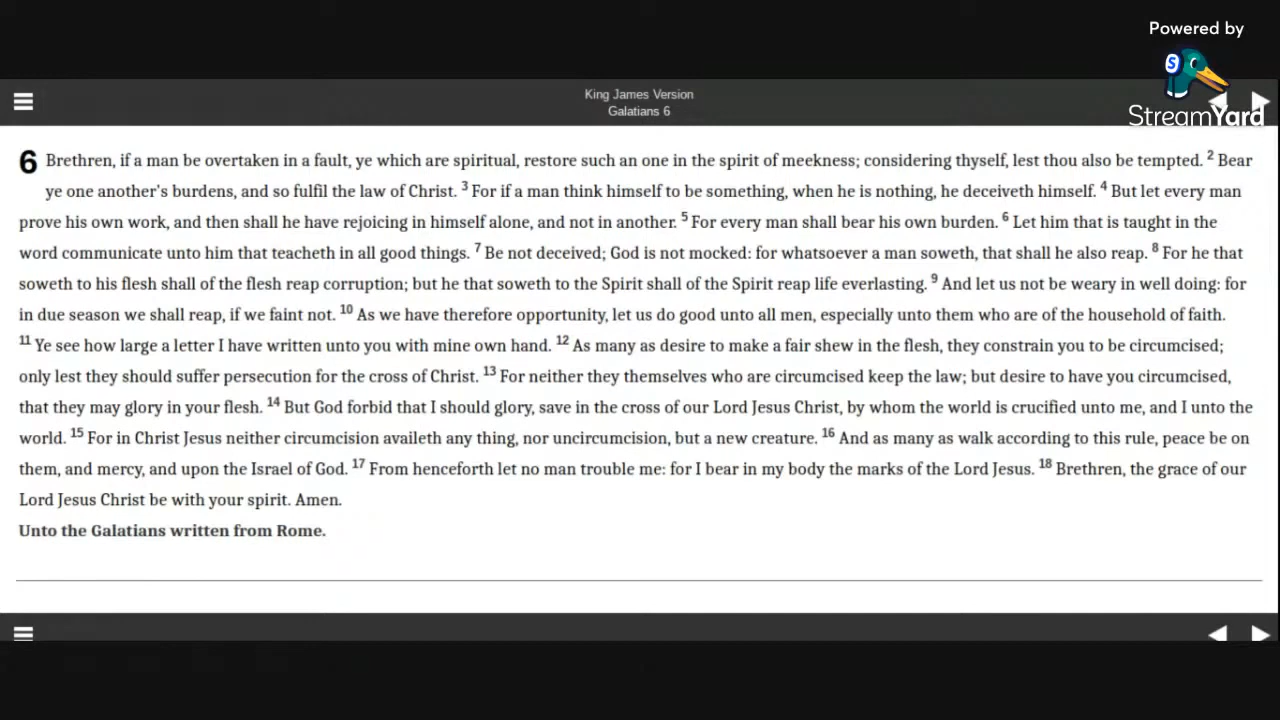 Powered by
StreamYard
King James Version
Galatians 6
6 Brethren, if a man be overtaken in a fault, ye which are spiritual, restore such an one in the spirit of meekness; considering thyself, lest thou also be tempted. 2 Bear
ye one another's burdens, and so fulfil the law of Christ. 3 For if a man think himself to be something, when he is nothing, he deceiveth himself. 4 But let every man
prove his own work, and then shall he have rejoicing in himself alone, and not in another. 5 For every man shall bear his own burden. 6 Let him that is taught in the
word communicate unto him that teacheth in all good things. 7 Be not deceived; God is not mocked: for whatsoever a man soweth, that shall he also reap. 8 For he that
soweth to his flesh shall of the flesh reap corruption; but he that soweth to the Spirit shall of the Spirit reap life everlasting. 9 And let us not be weary in well doing: for
in due season we shall reap, if we faint not. 10 As we have therefore opportunity, let us do good unto all men, especially unto them who are of the household of faith.
11 Ye see how large a letter I have written unto you with mine own hand. 12 As many as desire to make a fair shew in the flesh, they constrain you to be circumcised;
only lest they should suffer persecution for the cross of Christ. 13 For neither they themselves who are circumcised keep the law; but desire to have you circumcised,
that they may glory in your flesh. 14 But God forbid that I should glory, save in the cross of our Lord Jesus Christ, by whom the world is crucified unto me, and I unto the
world. 15 For in Christ Jesus neither circumcision availeth any thing, nor uncircumcision, but a new creature. 16 And as many as walk according to this rule, peace be on
them, and mercy, and upon the Israel of God. 17 From henceforth let no man trouble me: for I bear in my body the marks of the Lord Jesus. 18 Brethren, the grace of our
Lord Jesus Christ be with your spirit. Amen.
Unto the Galatians written from Rome.